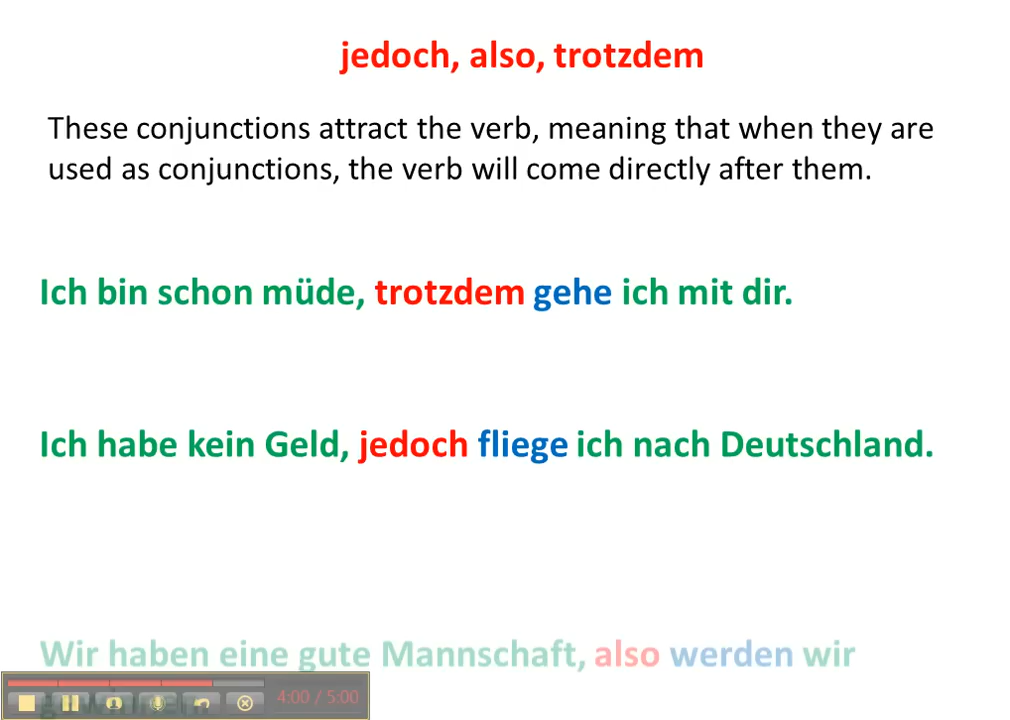 jedoch, also, trotzdem
These conjunctions attract the verb, meaning that when they are
used as conjunctions, the verb will come directly after them.
Ich bin schon müde, trotzdem gehe ich mit dir.
Ich habe kein Geld, jedoch fliege ich nach Deutschland.
Wir haben eine gute Mannschaft, also werden wir
4:00 / 5:00